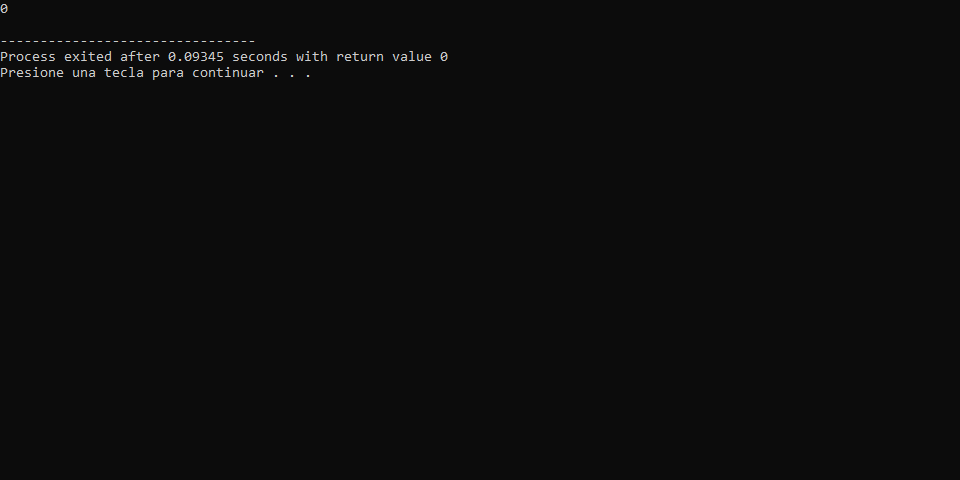 0
--------------------------------
Process exited after 0.09345 seconds with return value 0
Presione una tecla para continuar . . .